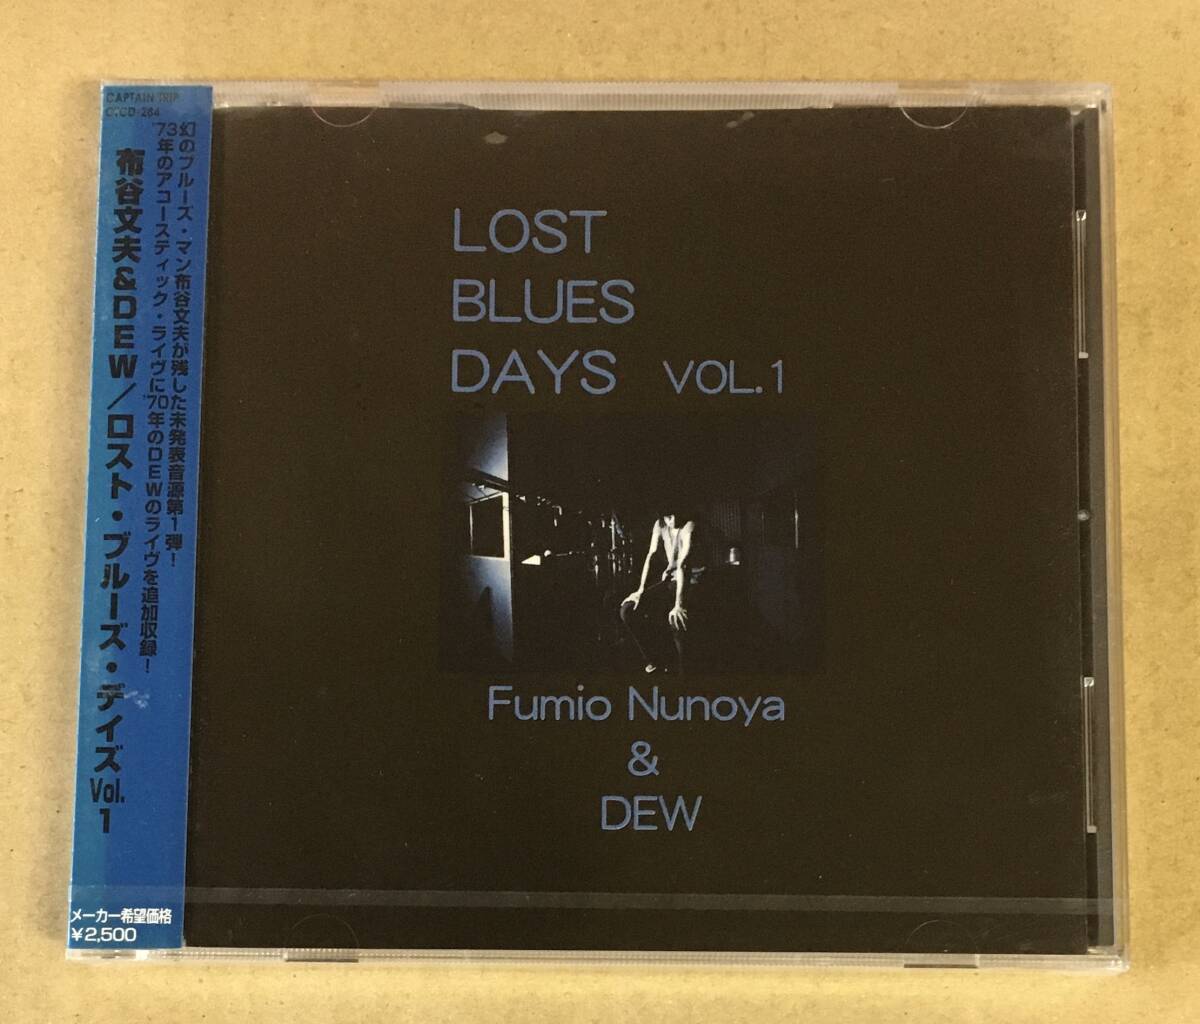 CAPTAIN TRIP
CTCD-284
幻のブルーズ・マン布谷文夫が残した未発表音源第1弾！
'73年のアコースティック・ライヴに'70年のDEWのライヴを追加収録！
布谷文夫&DEW/ロスト・ブルーズ・デイズ Vol. 1
メーカー希望価格
¥2,500
LOST
BLUES
DAYS VOL.1
Fumio Nunoya
&
DEW